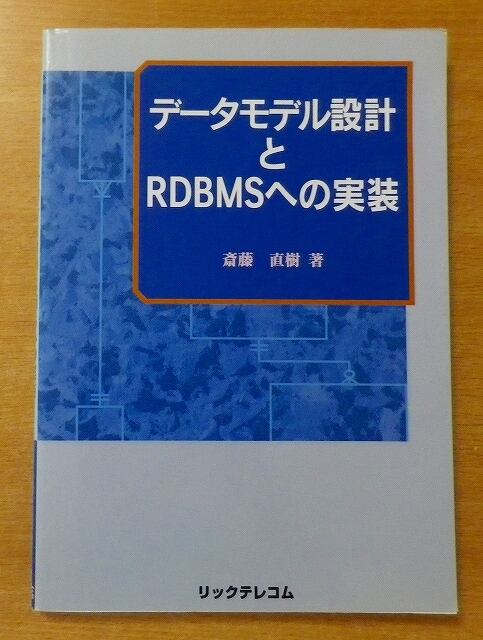 データモデル設計
と
RDBMSへの実装
斎藤 直樹 著
リックテレコム